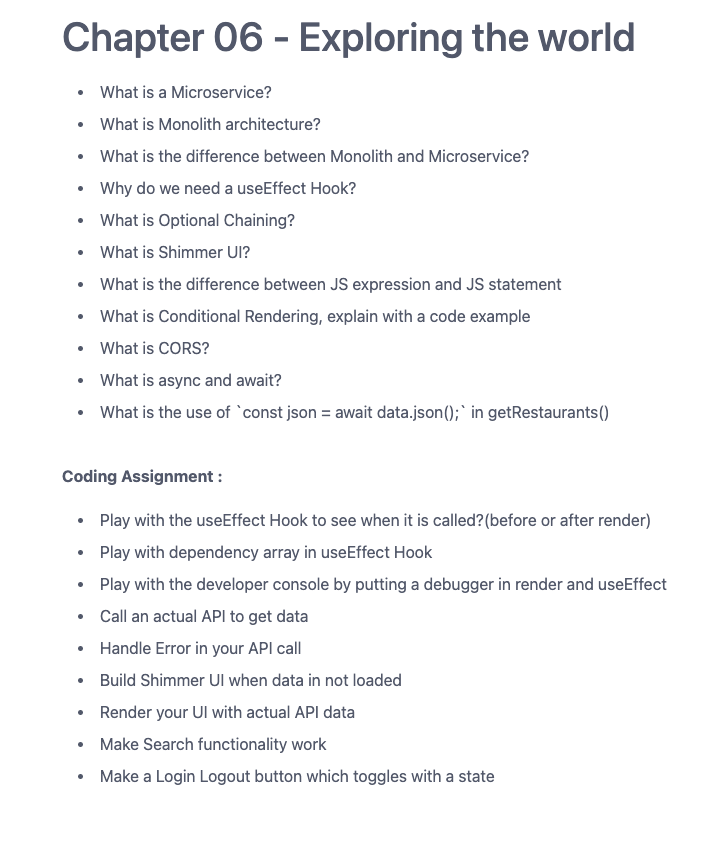 Chapter 06 - Exploring the world
• What is a Microservice?
• What is Monolith architecture?
• What is the difference between Monolith and Microservice?
• Why do we need a useEffect Hook?
• What is Optional Chaining?
• What is Shimmer UI?
• What is the difference between JS expression and JS statement
• What is Conditional Rendering, explain with a code example
• What is CORS?
• What is async and await?
• What is the use of `const json = await data.json();` in getRestaurants()
Coding Assignment :
• Play with the useEffect Hook to see when it is called?(before or after render)
• Play with dependency array in useEffect Hook
• Play with the developer console by putting a debugger in render and useEffect
• Call an actual API to get data
• Handle Error in your API call
• Build Shimmer UI when data in not loaded
• Render your UI with actual API data
• Make Search functionality work
• Make a Login Logout button which toggles with a state